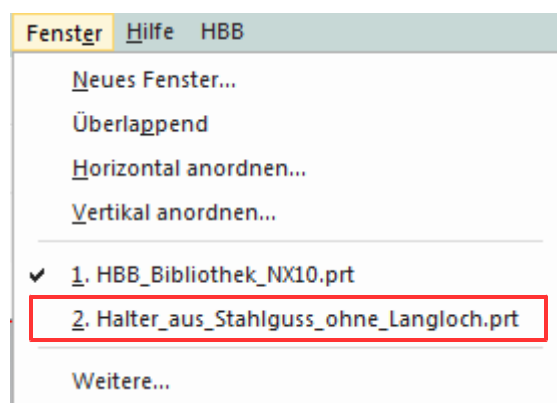 Fenster Hilfe HBB
Neues Fenster...
Überlappend
Horizontal anordnen...
Vertikal anordnen...
1. HBB_Bibliothek_NX10.prt
2. Halter_aus_Stahlguss_ohne_Langloch.prt
Weitere...